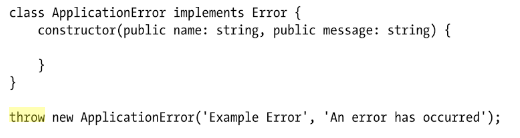 class ApplicationError implements Error {
    constructor(public name: string, public message: string) {

    }
}

throw new ApplicationError('Example Error', 'An error has occurred');